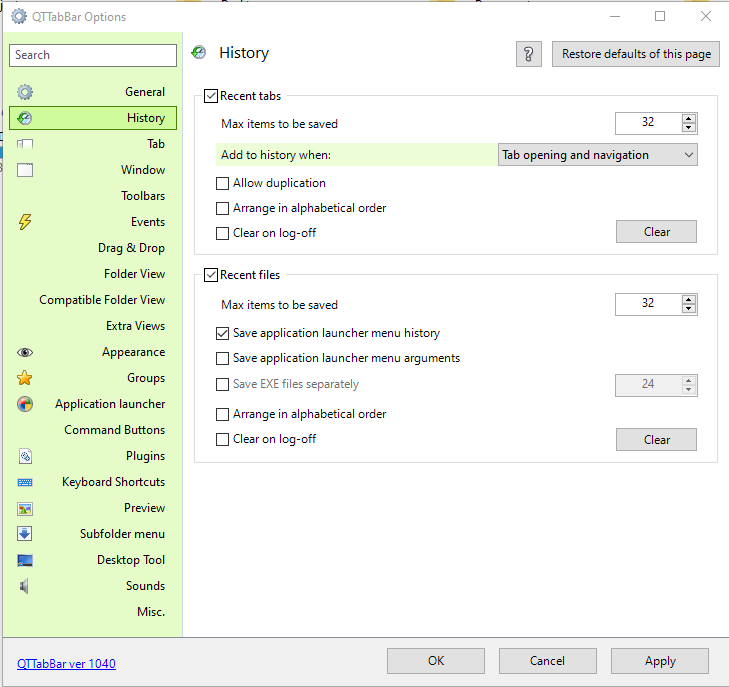 QTTabBar Options
Search
General
History
Tab
Window
Toolbars
Events
Drag & Drop
Folder View
Compatible Folder View
Extra Views
Appearance
Groups
Application launcher
Command Buttons
Plugins
Keyboard Shortcuts
Preview
Subfolder menu
Desktop Tool
Sounds
Misc.
History
?
Restore defaults of this page
Recent tabs
Max items to be saved 32
Add to history when: Tab opening and navigation
Allow duplication
Arrange in alphabetical order
Clear on log-off Clear
Recent files
Max items to be saved 32
Save application launcher menu history
Save application launcher menu arguments
Save EXE files separately 24
Arrange in alphabetical order
Clear on log-off Clear
QTTabBar ver 1040
OK Cancel Apply